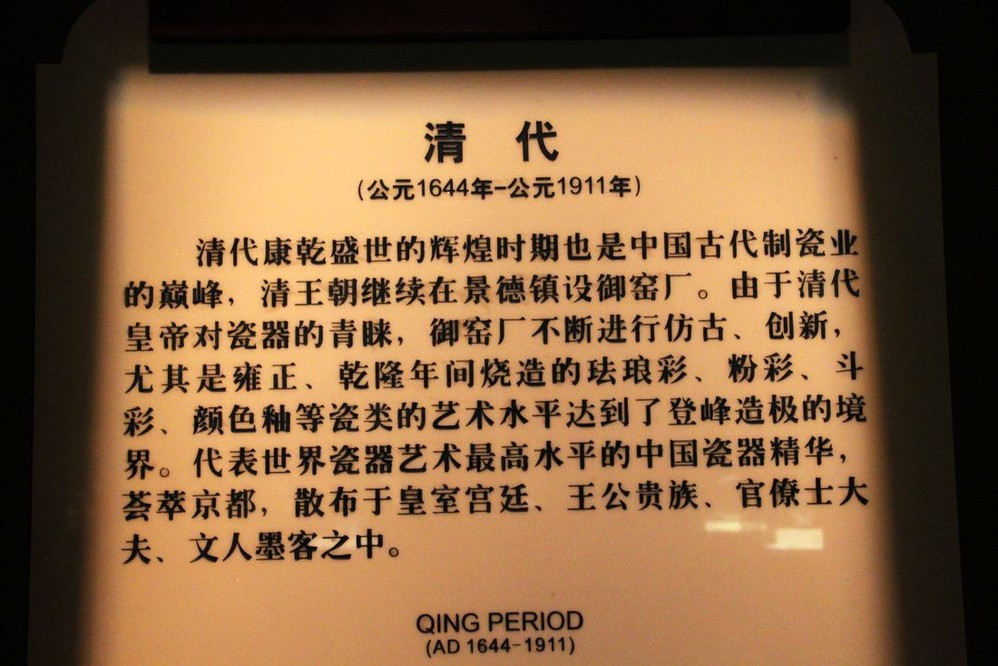 清 代
(公元1644年-公元1911年)
清代康乾盛世的辉煌时期也是中国古代制瓷业
的巅峰，清王朝继续在景德镇设御窑厂。由于清代
皇帝对瓷器的青睐，御窑厂不断进行仿古、创新，
尤其是雍正、乾隆年间烧造的珐琅彩、粉彩、斗
彩、颜色釉等瓷类的艺术水平达到了登峰造极的境
界。代表世界瓷器艺术最高水平的中国瓷器精华，
荟萃京都，散布于皇室宫廷、王公贵族、官僚士大
夫、文人墨客之中。
QING PERIOD
(AD 1644-1911)